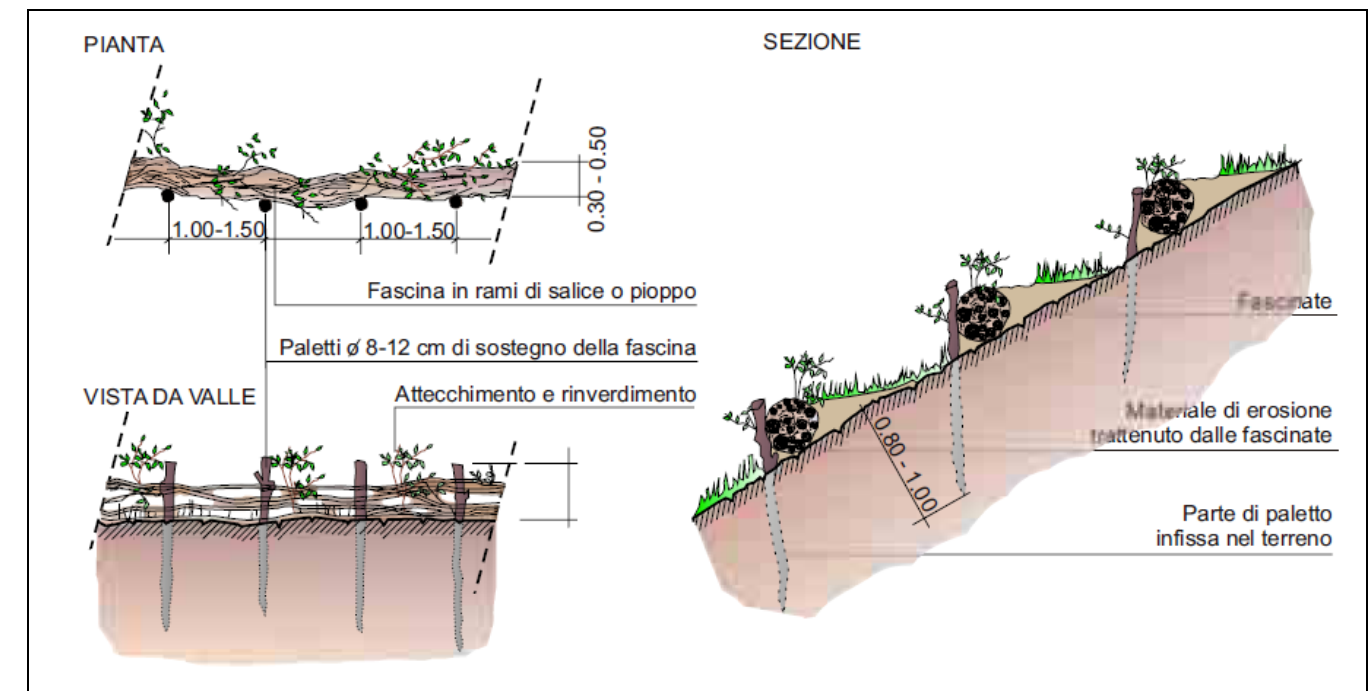 PIANTA
SEZIONE
0.30 - 0.50
1.00-1.50
1.00-1.50
Fascina in rami di salice o pioppo
Fascinate
Paletti ø 8-12 cm di sostegno della fascina
VISTA DA VALLE
Attecchimento e rinverdimento
Materiale di erosione
trattenuto dalle fascinate
0.80 - 1.00
Parte di paletto
infissa nel terreno